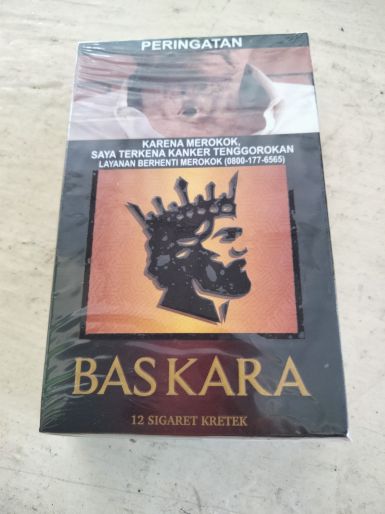 PERINGATAN
KARENA MEROKOK,
SAYA TERKENA KANKER TENGGOROKAN
LAYANAN BERHENTI MEROKOK (0800-177-6565)
BASKARA
12 SIGARET KRETEK